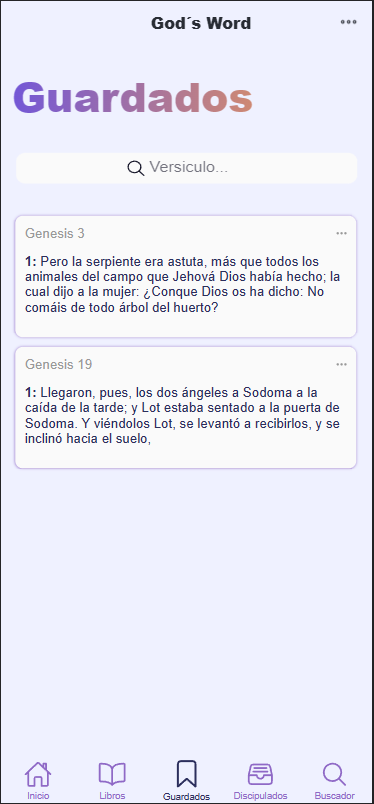 God´s Word
Guardados
Versiculo...
Genesis 3
1: Pero la serpiente era astuta, más que todos los
animales del campo que Jehová Dios había hecho; la
cual dijo a la mujer: ¿Conque Dios os ha dicho: No
comáis de todo árbol del huerto?
Genesis 19
1: Llegaron, pues, los dos ángeles a Sodoma a la
caída de la tarde; y Lot estaba sentado a la puerta de
Sodoma. Y viéndolos Lot, se levantó a recibirlos, y se
inclinó hacia el suelo,
Inicio
Libros
Guardados
Discipulados
Buscador